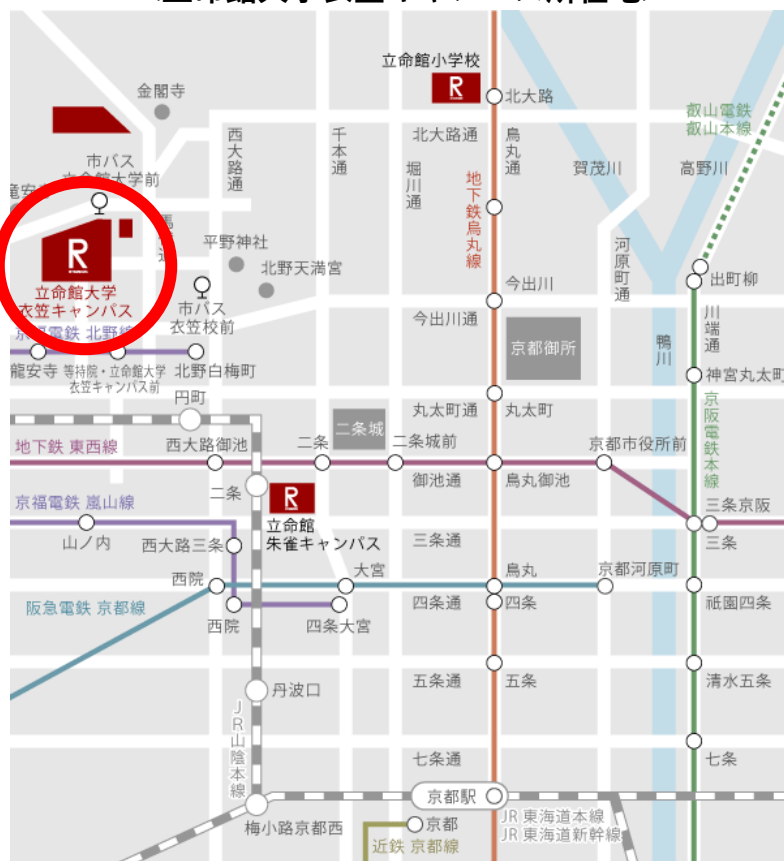 立命館小学校
R
北大路
金閣寺
叡山電鉄
叡山本線
北大路通
西大路通
千本通
堀川通
烏丸通
地下鉄烏丸線
賀茂川
高野川
市バス
立命館大学前
R
立命館大学
衣笠キャンパス
平野神社
北野天満宮
市バス
衣笠校前
今出川
今出川通
河原町通
出町柳
川端通
京都御所
鴨川
京福電鉄 北野線
龍安寺
等持院・立命館大学
衣笠キャンパス前
北野白梅町
神宮丸太町
京阪電鉄本線
円町
丸太町通
丸太町
二条城
地下鉄 東西線
西大路御池
二条
二条城前
御池通
烏丸御池
京都市役所前
二条
R
立命館
朱雀キャンパス
京福電鉄 嵐山線
山ノ内
西大路三条
三条通
三条京阪
三条
西院
大宮
烏丸
京都河原町
阪急電鉄 京都線
西院
四条大宮
四条通
四条
祇園四条
丹波口
五条通
五条
清水五条
JR山陰本線
七条通
七条
京都駅
梅小路京都西
京都
近鉄 京都線
JR 東海道本線
JR 東海道新幹線